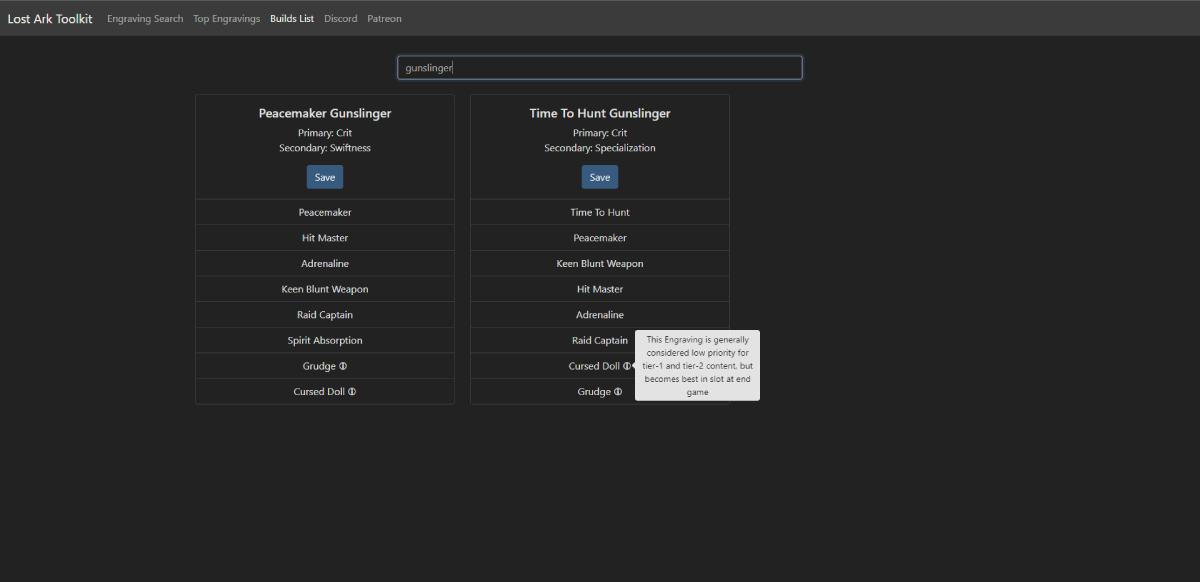 Lost Ark Toolkit Engraving Search Top Engravings Builds List Discord Patreon
gunslinger
Peacemaker Gunslinger
Primary: Crit
Secondary: Swiftness
Save
Peacemaker
Hit Master
Adrenaline
Keen Blunt Weapon
Raid Captain
Spirit Absorption
Grudge
Cursed Doll
Time To Hunt Gunslinger
Primary: Crit
Secondary: Specialization
Save
Time To Hunt
Peacemaker
Keen Blunt Weapon
Hit Master
Adrenaline
Raid Captain
Cursed Doll
Grudge
This Engraving is generally
considered low priority for
tier-1 and tier-2 content, but
becomes best in slot at end
game